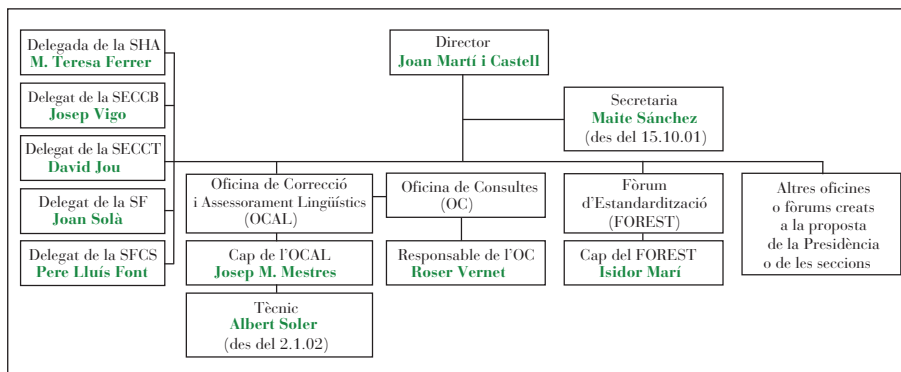 Delegada de la SHA
M. Teresa Ferrer
Delegat de la SECCB
Josep Vigo
Delegat de la SECCT
David Jou
Delegat de la SF
Joan Solà
Delegat de la SFCS
Pere Lluís Font
Director
Joan Martí i Castell
Secretaria
Maite Sánchez
(des del 15.10.01)
Oficina de Correcció
i Assessorament Lingüístics
(OCAL)
Cap de l'OCAL
Josep M. Mestres
Tècnic
Albert Soler
(des del 2.1.02)
Oficina de Consultes
(OC)
Responsable de l'OC
Roser Vernet
Fòrum
d'Estandardització
(FOREST)
Cap del FOREST
Isidor Marí
Altres oficines
o fòrums creats
a la proposta
de la Presidència
o de les seccions